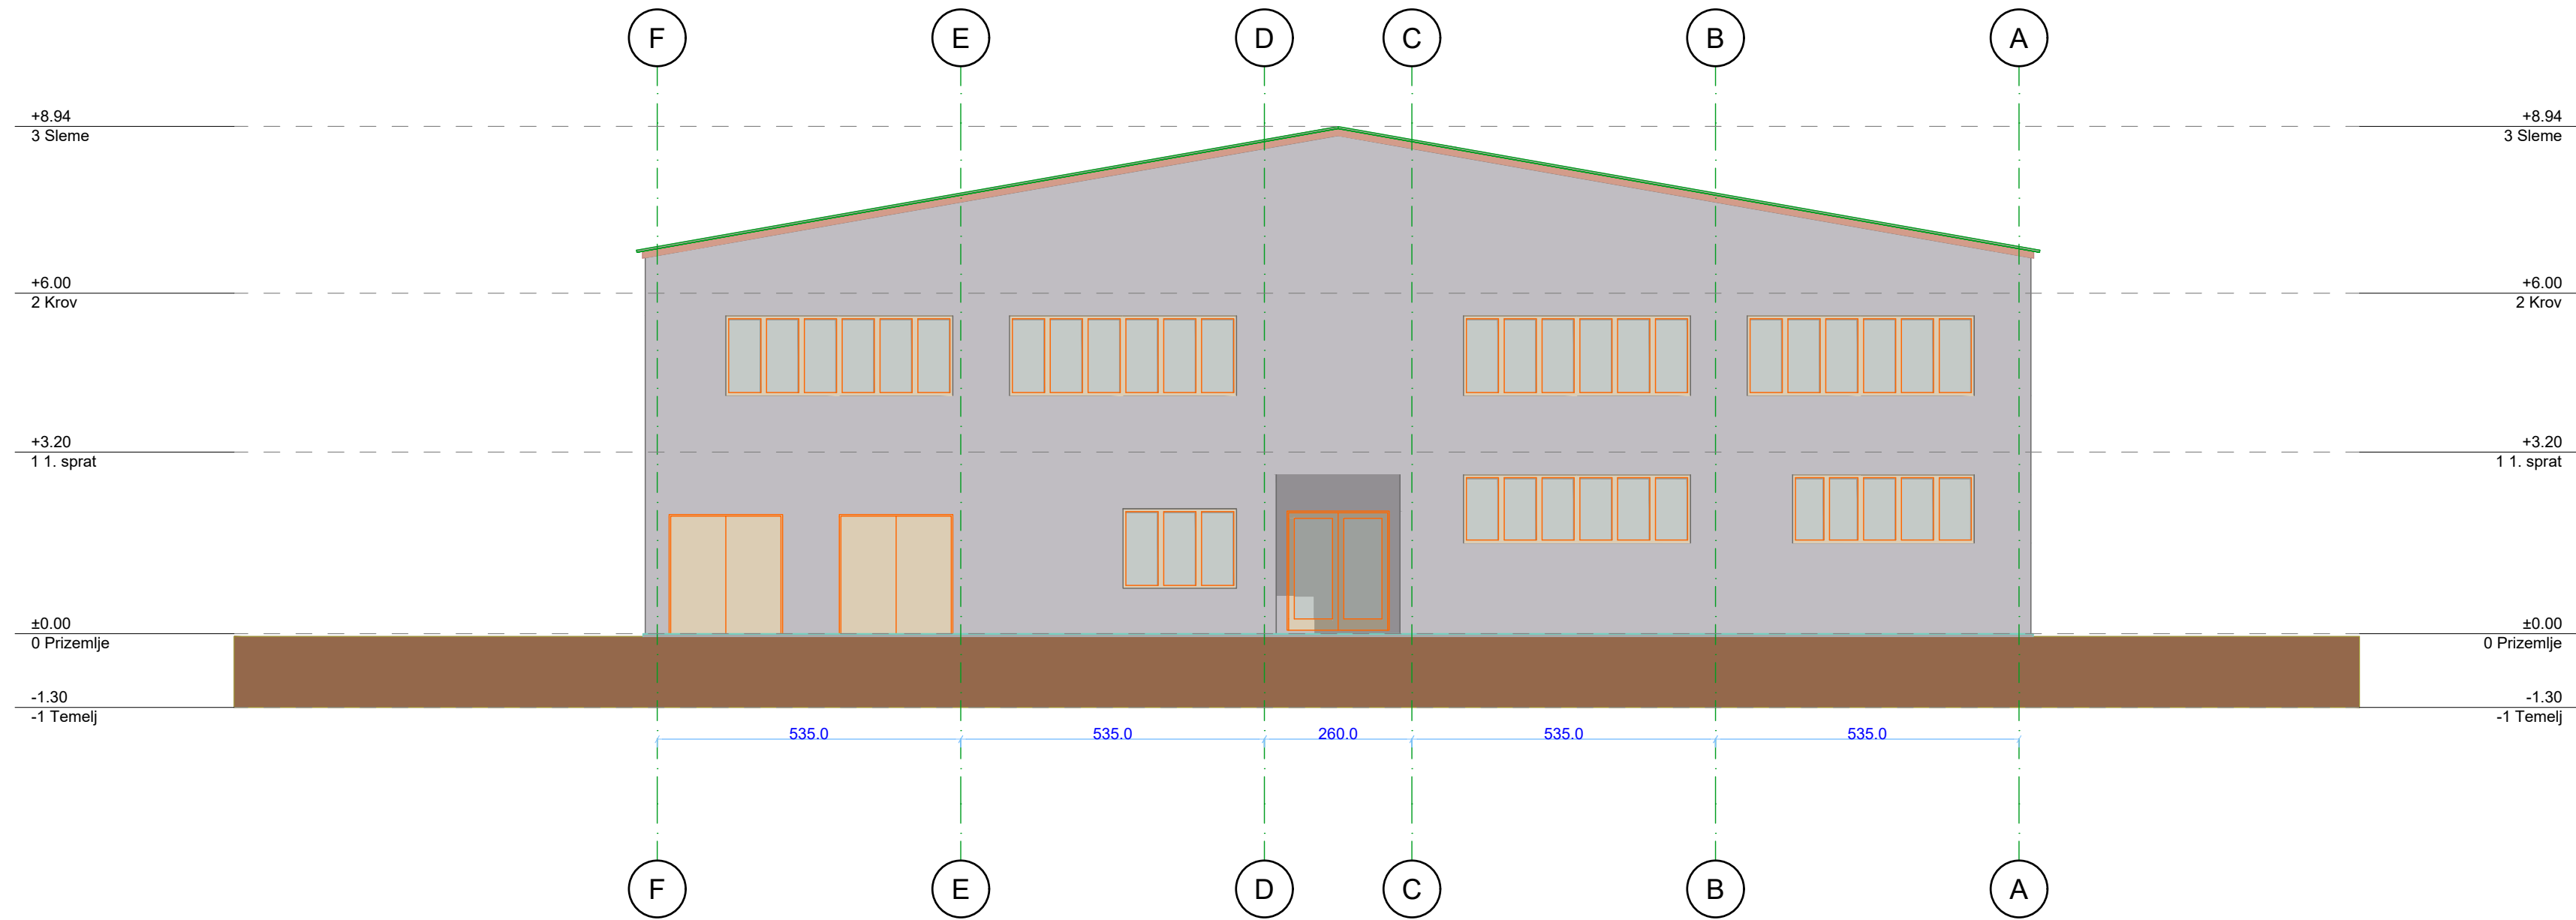 F E D C B A
+8.94 +8.94
3 Sleme 3 Sleme
+6.00 +6.00
2 Krov 2 Krov
+3.20 +3.20
1 1. sprat 1 1. sprat
±0.00 ±0.00
0 Prizemlje 0 Prizemlje
-1.30 -1.30
-1 Temelj -1 Temelj
535.0 535.0 260.0 535.0 535.0
F E D C B A